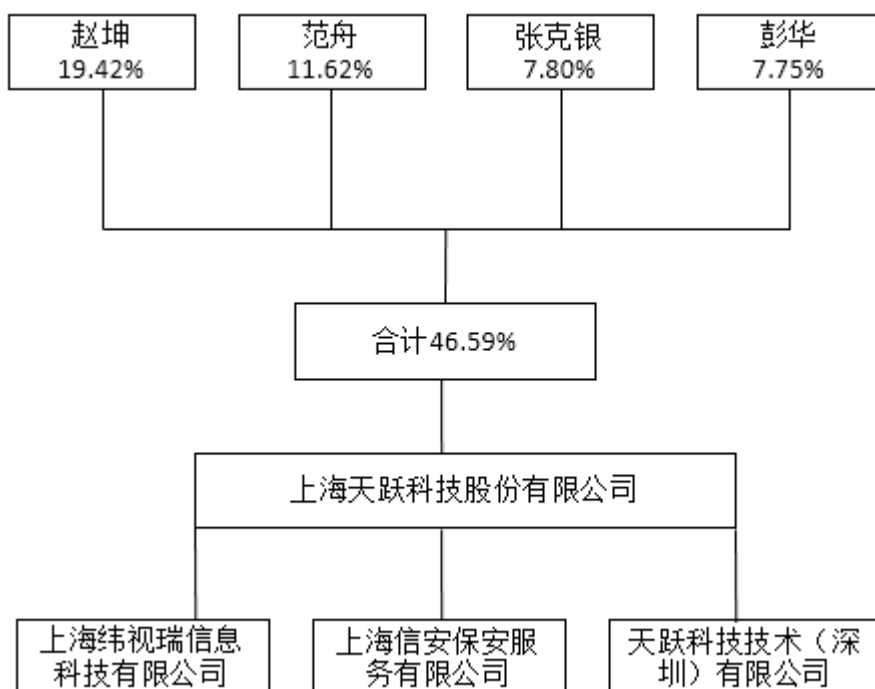 赵坤
19.42%
范舟
11.62%
张克银
7.80%
彭华
7.75%
合计46.59%
上海天跃科技股份有限公司
上海纬视瑞信息
科技有限公司
上海信安保安服
务有限公司
天跃科技技术（深
圳）有限公司